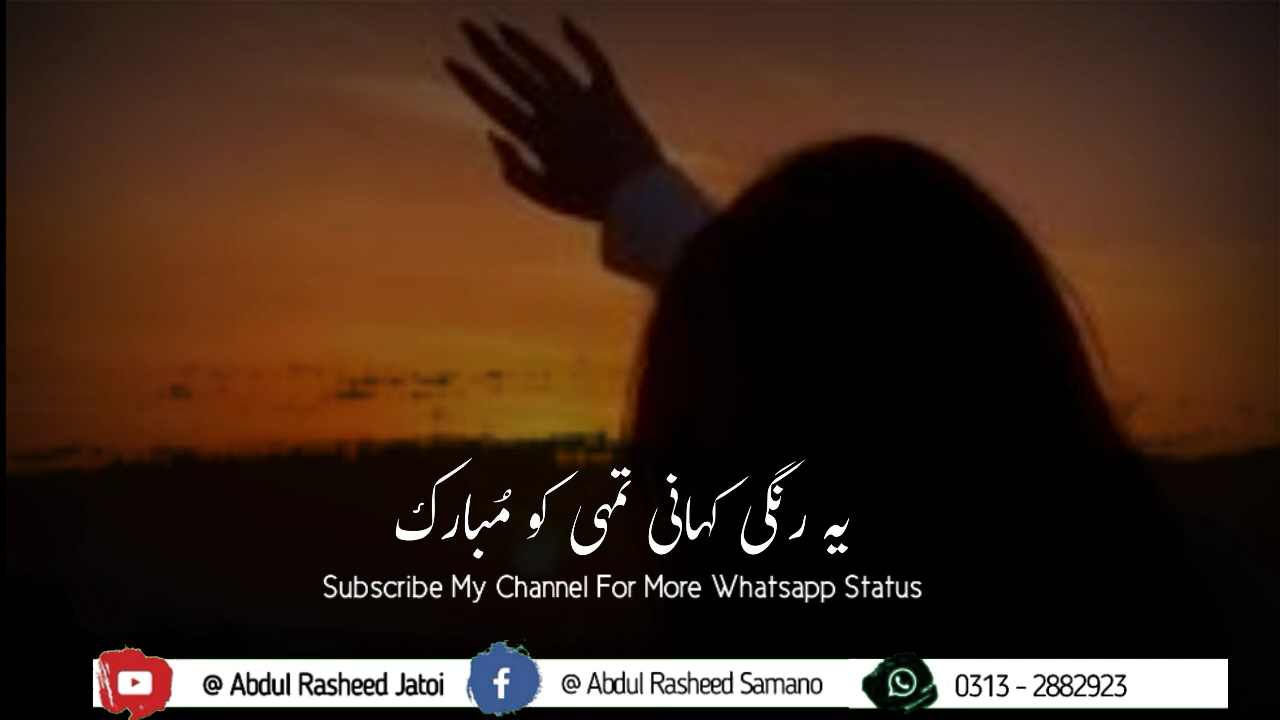 یہ رنگی کہانی تمہی کو مُبارک
Subscribe My Channel For More Whatsapp Status
@ Abdul Rasheed Jatoi @ Abdul Rasheed Samano 0313 - 2882923